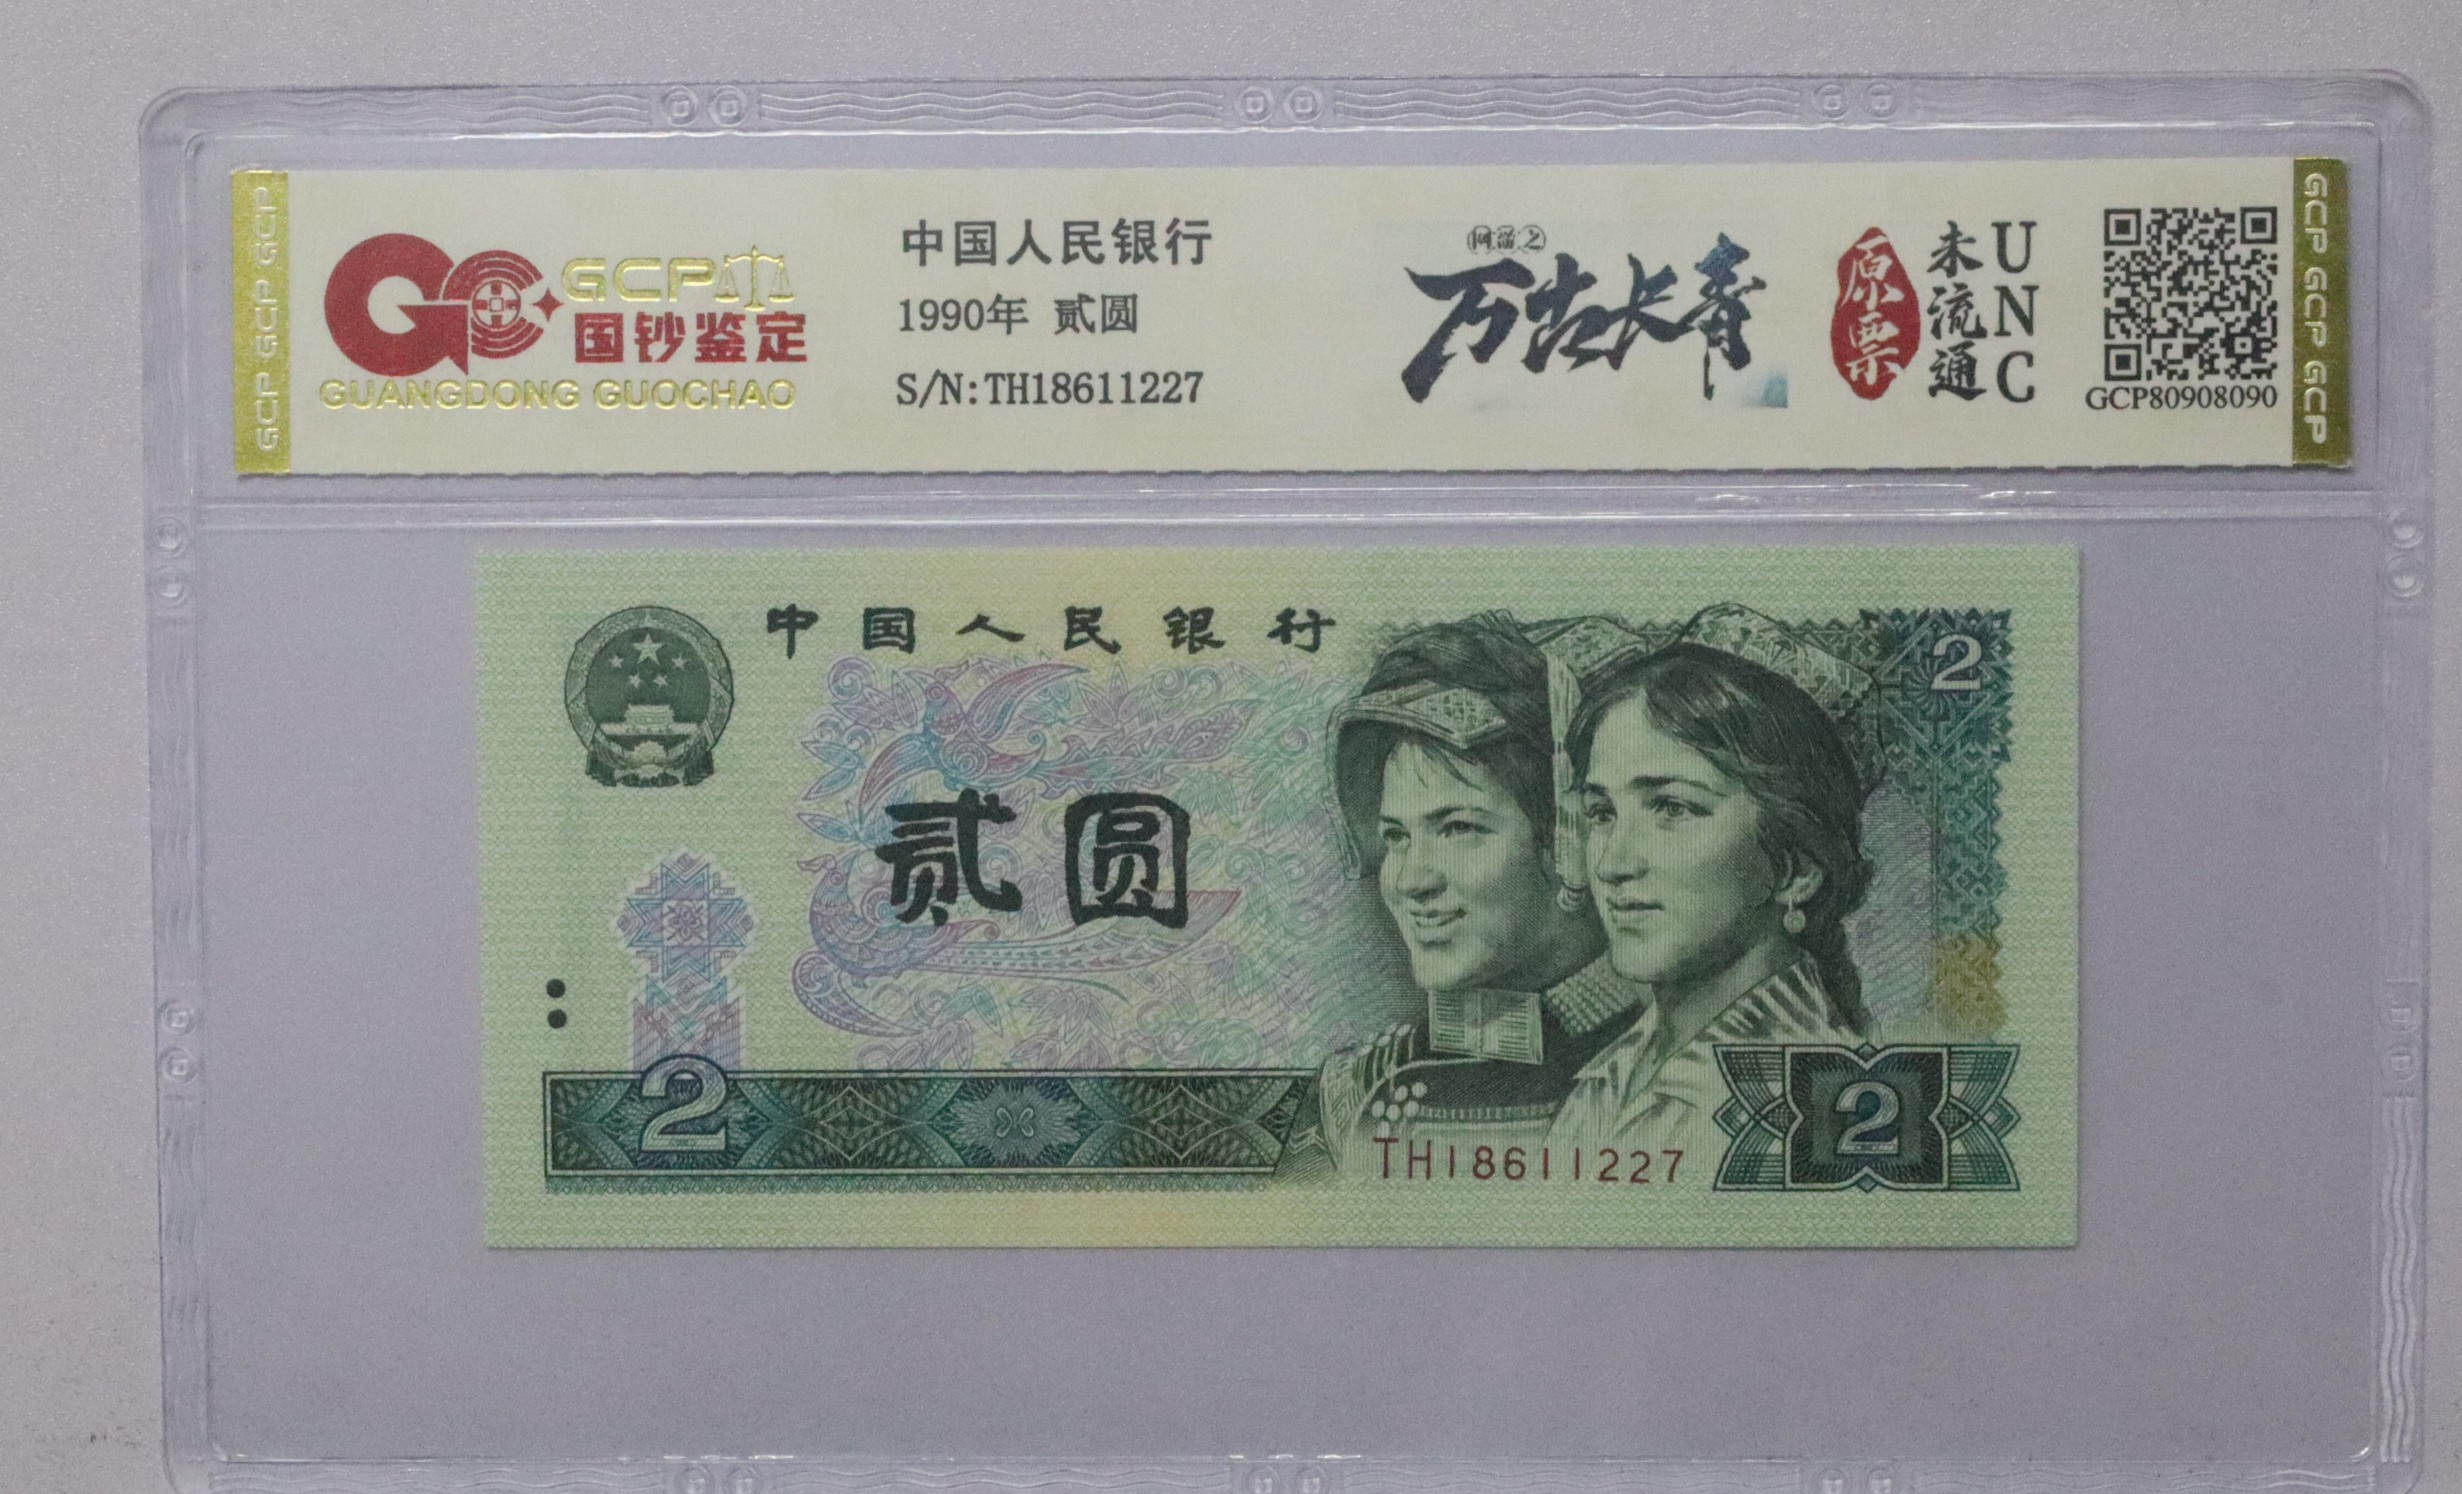 GCP GCP GCP
GCP
国钞鉴定
GUANGDONG GUOCHAO
中国人民银行
1990年 贰圆
S/N:TH18611227
万古长青
原票
未流通
UNC
GCP80908090
GCP GCP GCP
中国人民银行
2
贰圆
2
TH18611227
2